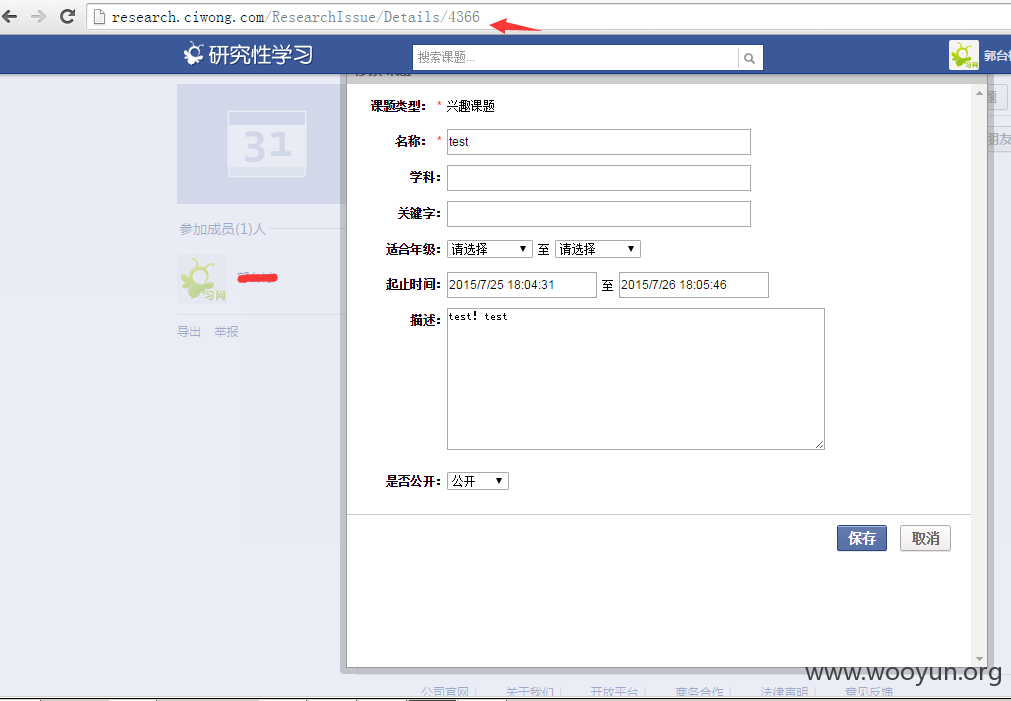 research.ciwong.com/ResearchIssue/Details/4366
研究性学习
搜索课题...
31
参加成员(1)人
习网
导出 举报
课题类型: * 兴趣课题
名称: * test
学科:
关键字:
适合年级: 请选择 至 请选择
起止时间: 2015/7/25 18:04:31 至 2015/7/26 18:05:46
描述: test! test
是否公开: 公开
保存 取消
公司官网 | 关于我们 | 开放平台 | 商务合作 | 法律声明 | 意见反馈
www.wooyun.org